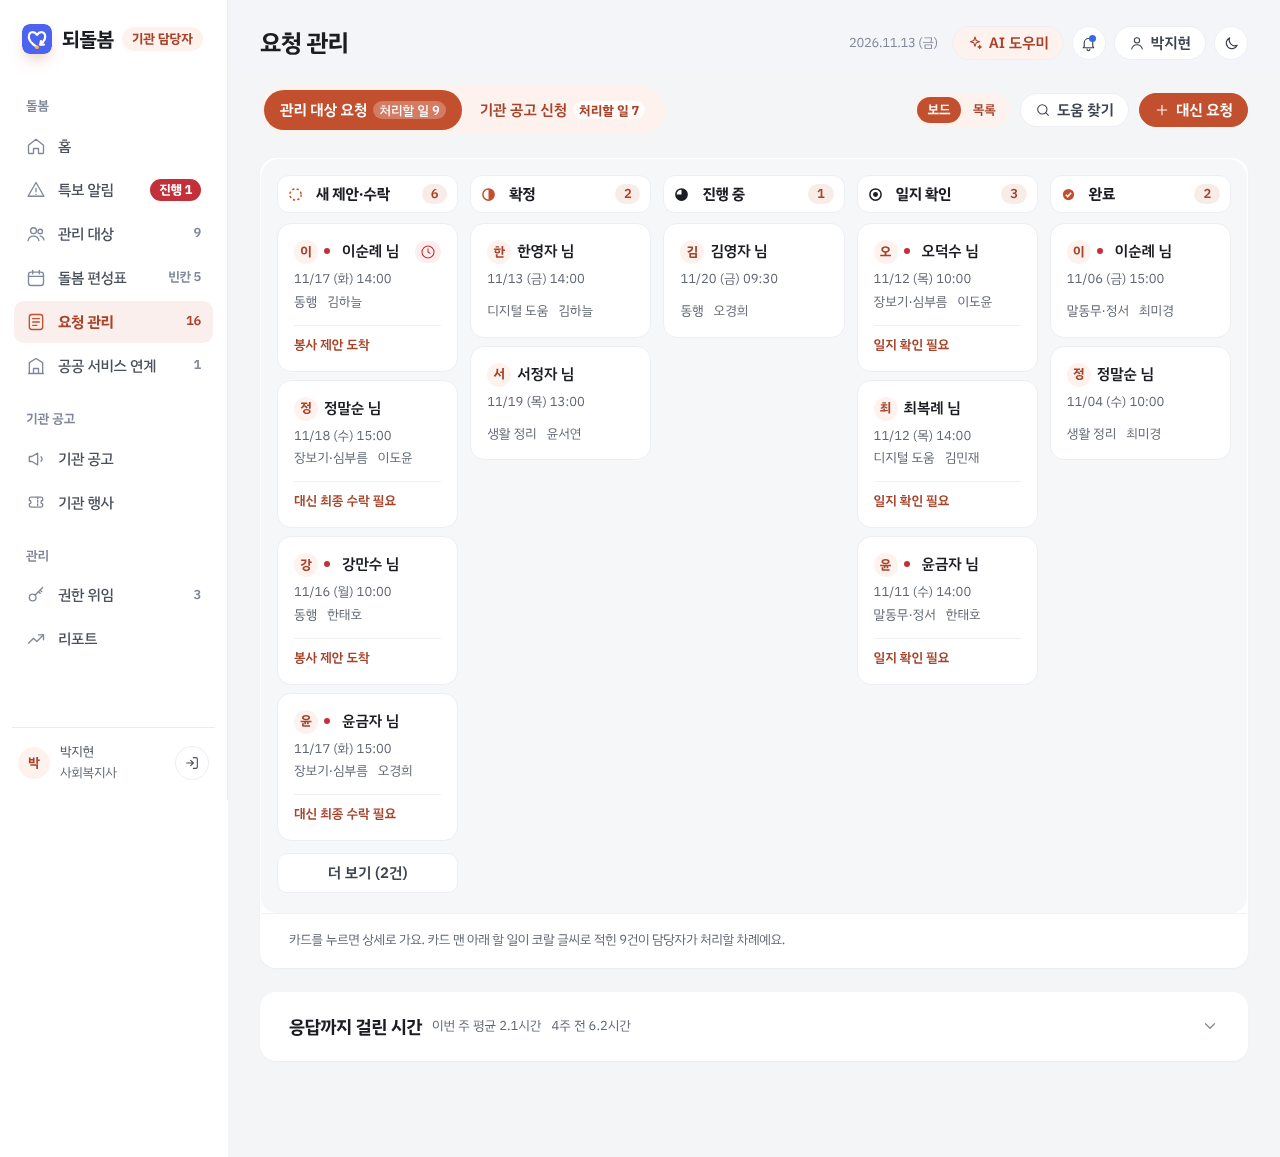 되돌봄 기관 담당자
돌봄
홈
특보 알림 진행 1
관리 대상 9
돌봄 편성표 빈칸 5
요청 관리 16
공공 서비스 연계 1
기관 공고
기관 공고
기관 행사
관리
권한 위임 3
리포트
박 박지현
사회복지사
요청 관리
2026.11.13 (금) AI 도우미 박지현
관리 대상 요청 처리할 일 9 기관 공고 신청 처리할 일 7
보드 목록 도움 찾기 대신 요청
새 제안·수락 6
이 이순례 님
11/17 (화) 14:00
동행 김하늘
봉사 제안 도착
정 정말순 님
11/18 (수) 15:00
장보기·심부름 이도윤
대신 최종 수락 필요
강 강만수 님
11/16 (월) 10:00
동행 한태호
봉사 제안 도착
윤 윤금자 님
11/17 (화) 15:00
장보기·심부름 오경희
대신 최종 수락 필요
더 보기 (2건)
확정 2
한 한영자 님
11/13 (금) 14:00
디지털 도움 김하늘
서 서정자 님
11/19 (목) 13:00
생활 정리 윤서연
진행 중 1
김 김영자 님
11/20 (금) 09:30
동행 오경희
일지 확인 3
오 오덕수 님
11/12 (목) 10:00
장보기·심부름 이도윤
일지 확인 필요
최 최복례 님
11/12 (목) 14:00
디지털 도움 김민재
일지 확인 필요
윤 윤금자 님
11/11 (수) 14:00
말동무·정서 한태호
일지 확인 필요
완료 2
이 이순례 님
11/06 (금) 15:00
말동무·정서 최미경
정 정말순 님
11/04 (수) 10:00
생활 정리 최미경
카드를 누르면 상세로 가요. 카드 맨 아래 할 일이 코랄 글씨로 적힌 9건이 담당자가 처리할 차례예요.
응답까지 걸린 시간 이번 주 평균 2.1시간 4주 전 6.2시간